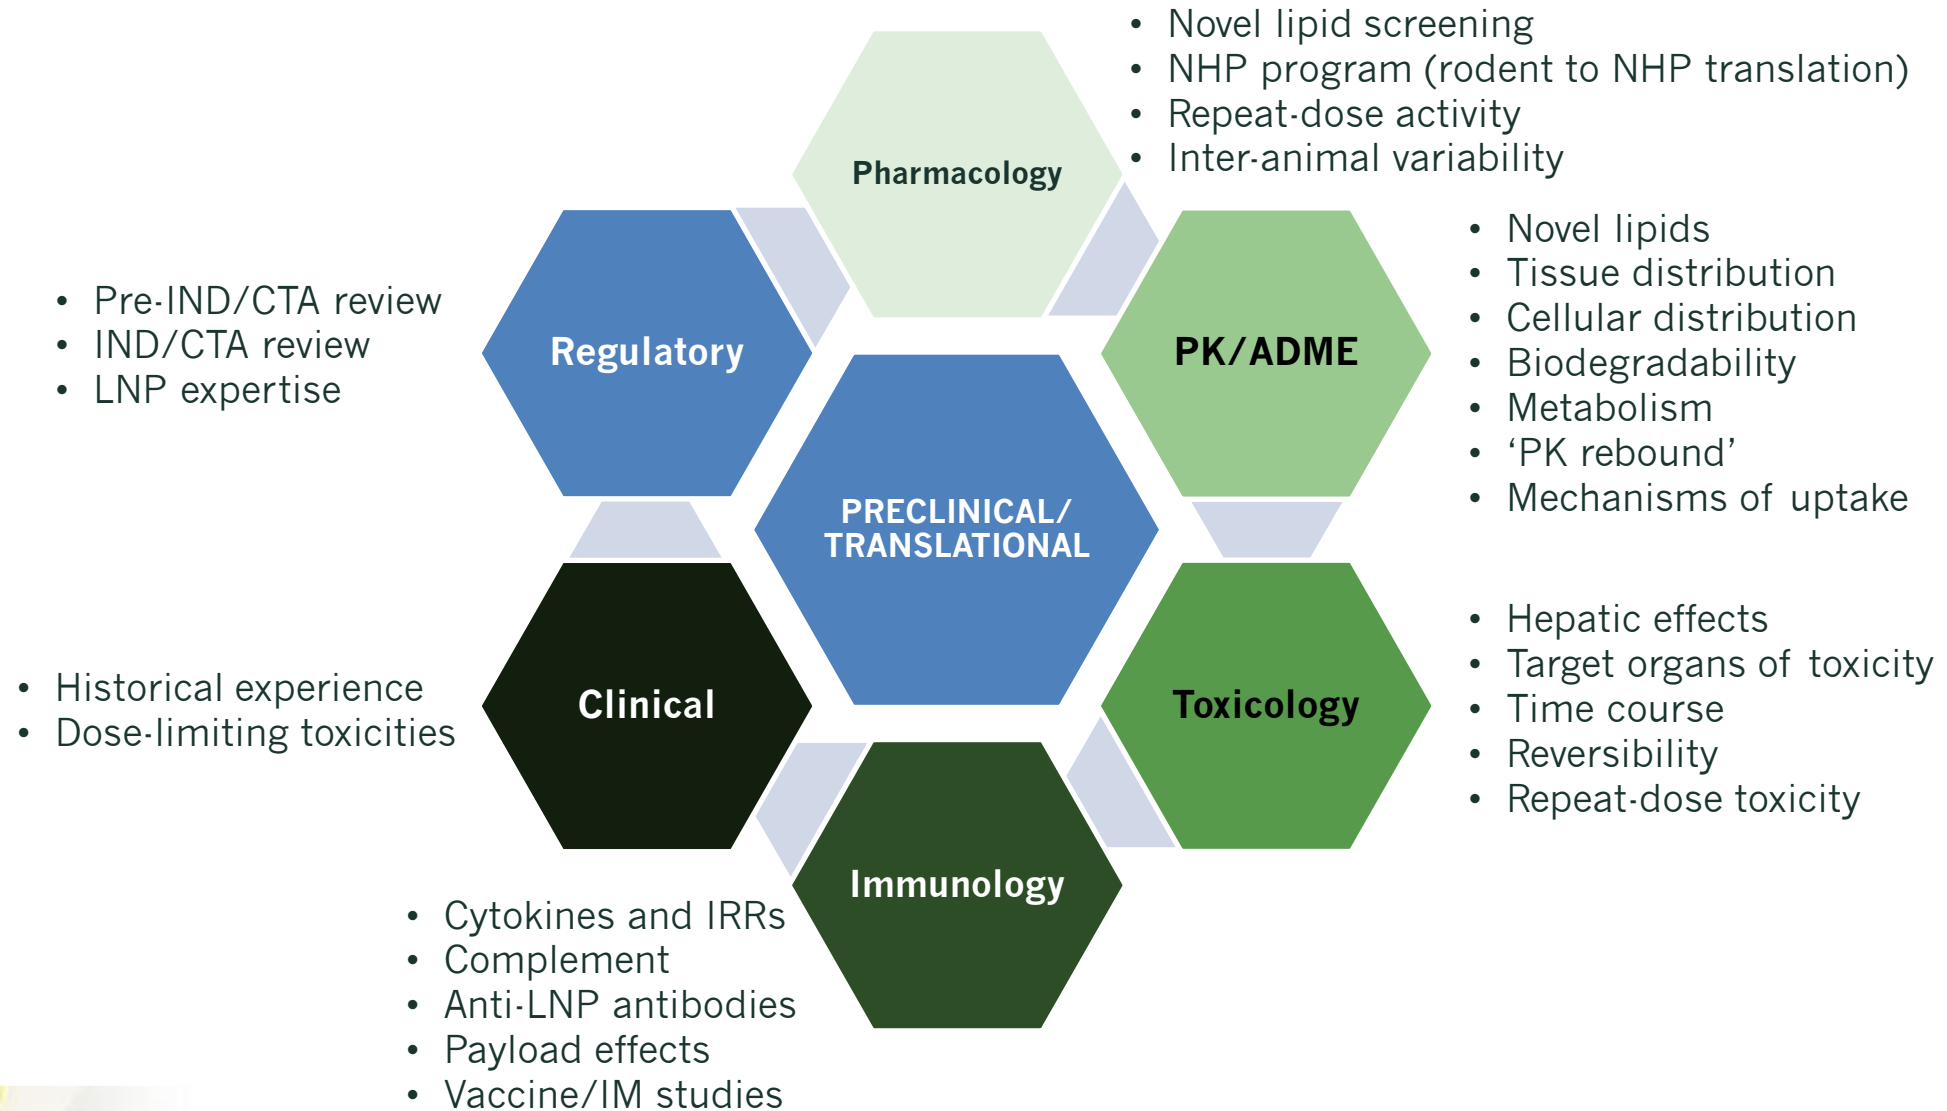 Pharmacology
• Novel lipid screening
• NHP program (rodent to NHP translation)
• Repeat-dose activity
• Inter-animal variability
PK/ADME
• Novel lipids
• Tissue distribution
• Cellular distribution
• Biodegradability
• Metabolism
• ‘PK rebound’
• Mechanisms of uptake
Regulatory
• Pre-IND/CTA review
• IND/CTA review
• LNP expertise
PRECLINICAL/
TRANSLATIONAL
Toxicology
• Hepatic effects
• Target organs of toxicity
• Time course
• Reversibility
• Repeat-dose toxicity
Clinical
• Historical experience
• Dose-limiting toxicities
Immunology
• Cytokines and IRRs
• Complement
• Anti-LNP antibodies
• Payload effects
• Vaccine/IM studies